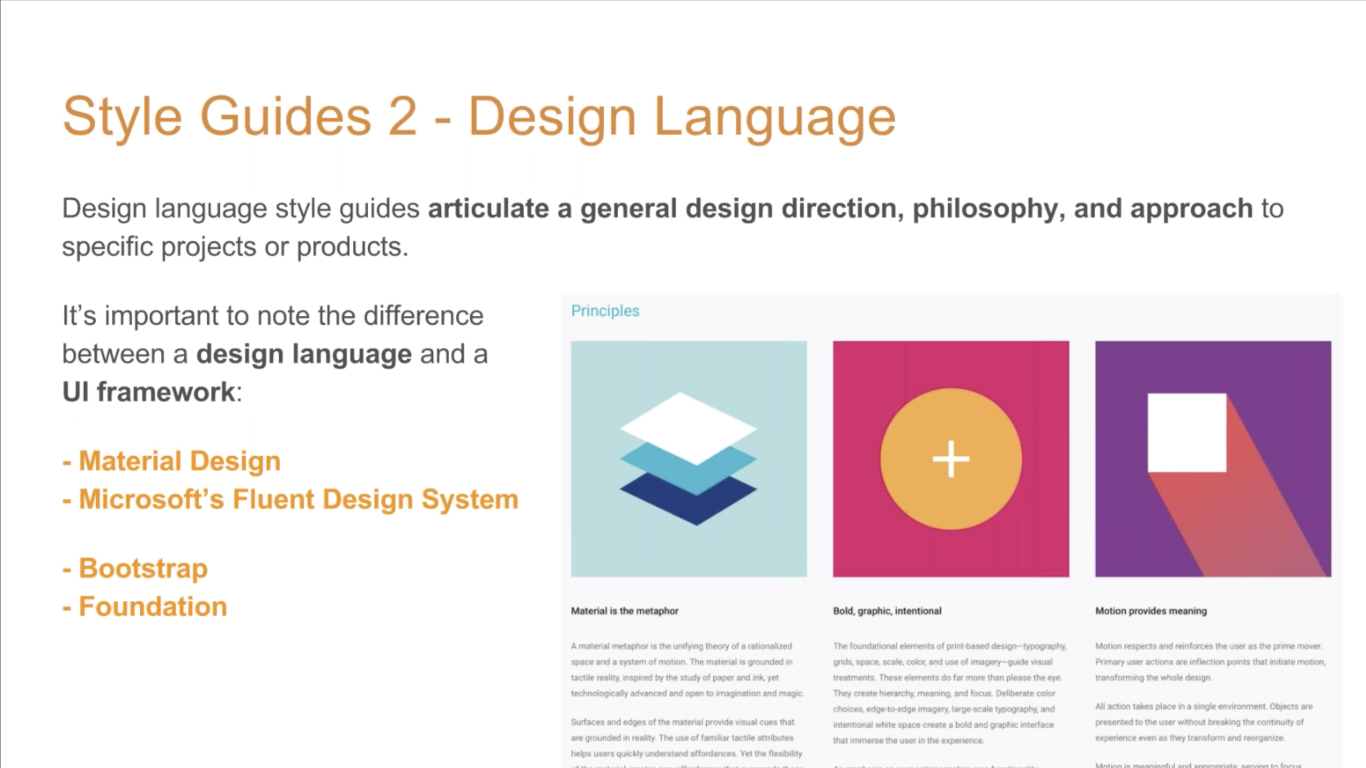 Style Guides 2 - Design Language
Design language style guides articulate a general design direction, philosophy, and approach to
specific projects or products.
It’s important to note the difference
between a design language and a
UI framework:
- Material Design
- Microsoft’s Fluent Design System
- Bootstrap
- Foundation
Principles
Material is the metaphor
A material metaphor is the unifying theory of a rationalized
space and a system of motion. The material is grounded in
tactile reality, inspired by the study of paper and ink, yet
technologically advanced and open to imagination and magic.
Surfaces and edges of the material provide visual cues that
are grounded in reality. The use of familiar tactile attributes
helps users quickly understand affordances. Yet the flexibility
Bold, graphic, intentional
The foundational elements of print-based design—typography,
grids, space, scale, color, and use of imagery—guide visual
treatments. These elements do far more than please the eye.
They create hierarchy, meaning, and focus. Deliberate color
choices, edge-to-edge imagery, large-scale typography, and
intentional white space create a bold and graphic interface
that immerse the user in the experience.
Motion provides meaning
Motion respects and reinforces the user as the prime mover.
Primary user actions are inflection points that initiate motion,
transforming the whole design.
All action takes place in a single environment. Objects are
presented to the user without breaking the continuity of
experience even as they transform and reorganize.
Motion is meaningful and appropriate, serving to focus